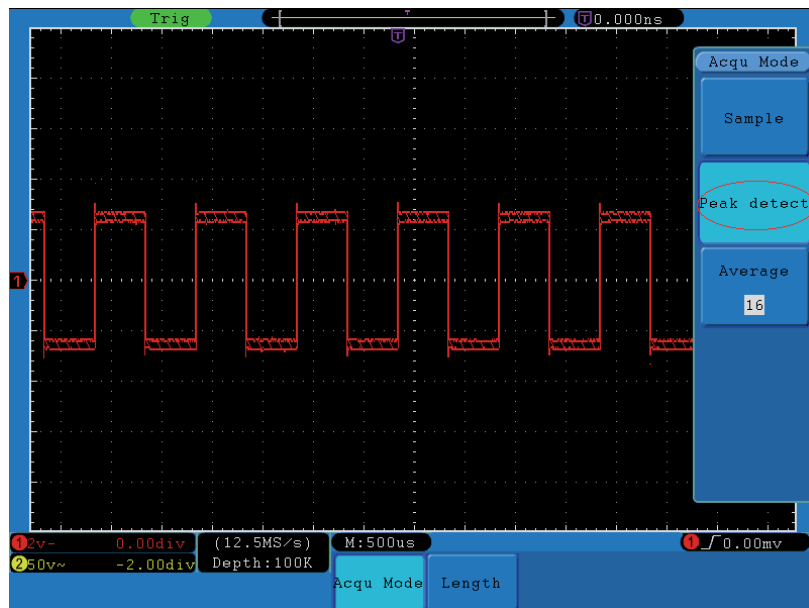 Trig
T
T 0.000ns
T
Acqu Mode
Sample
Peak detect
Average
16
1
1 2v- 0.00div
(12.5MS/s)
M:500us
1 0.00mv
2 50v~ -2.00div
Depth:100K
Acqu Mode
Length